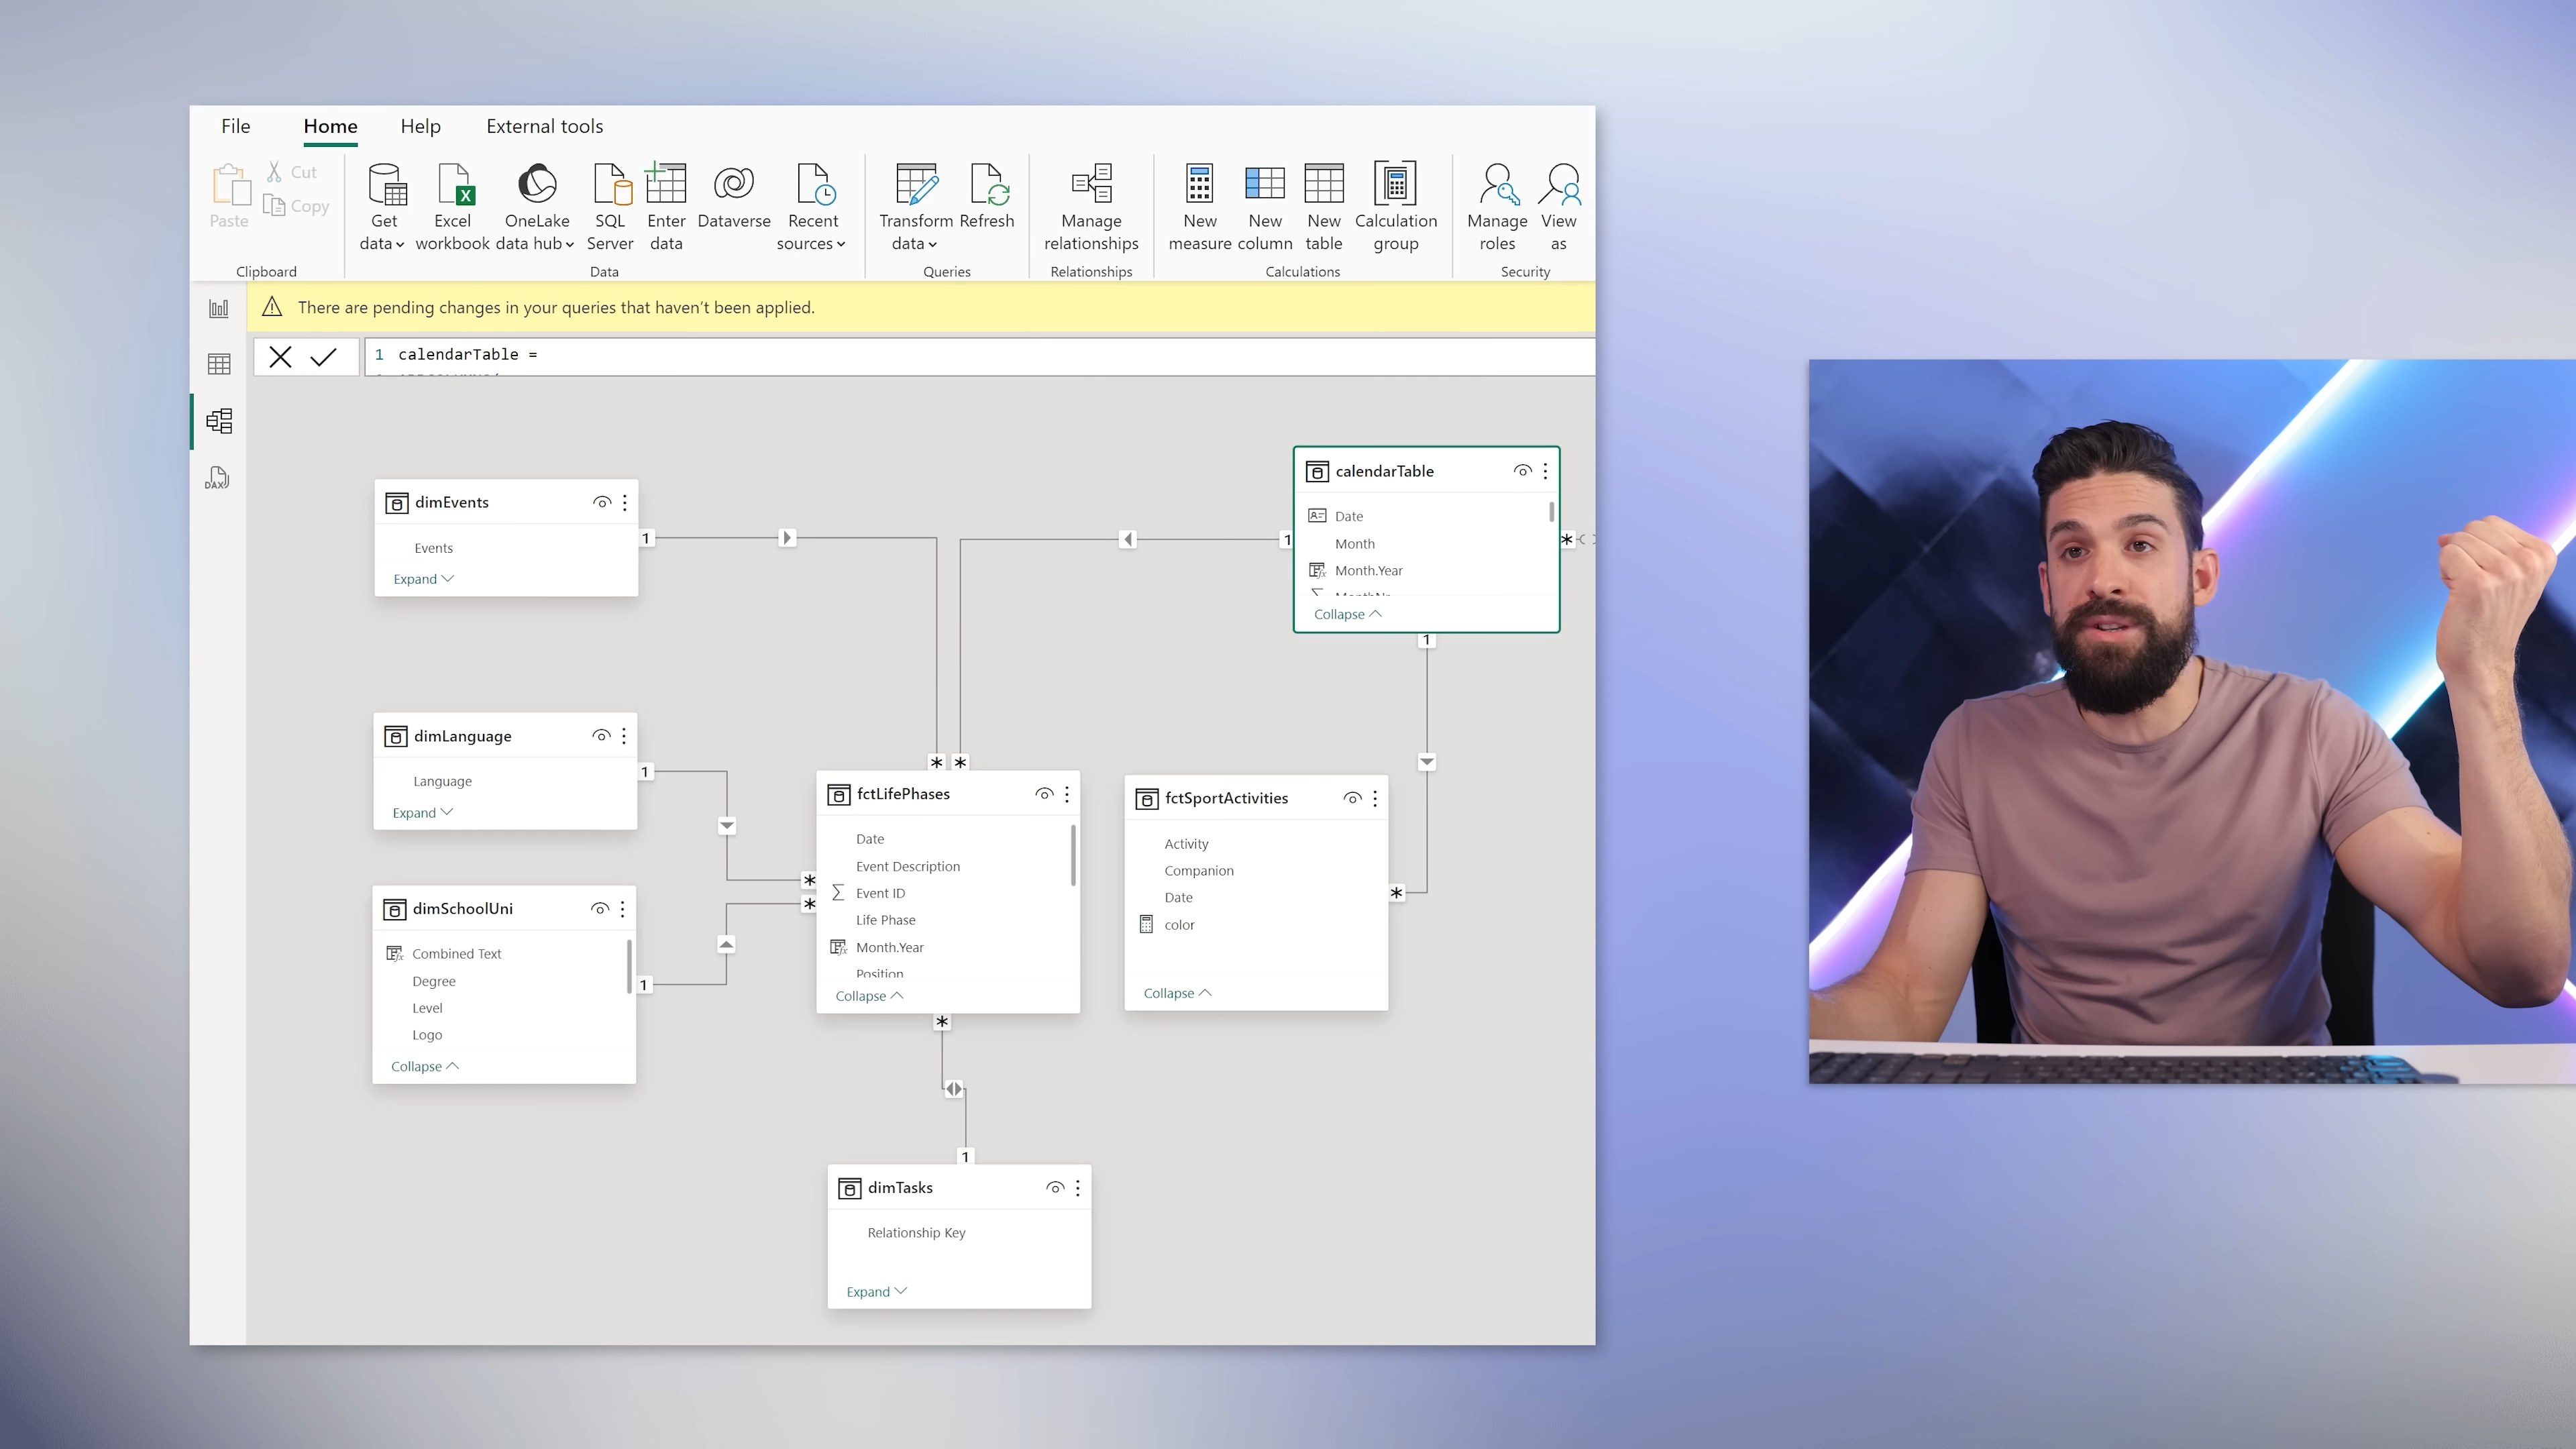 File Home Help External tools
Paste
Cut
Copy
Get data
Excel workbook
OneLake data hub
SQL Server
Enter data
Dataverse
Recent sources
Transform data
Refresh
Manage relationships
New measure
New column
New table
Calculation group
Manage roles
View as
Clipboard Data Queries Relationships Calculations Security
There are pending changes in your queries that haven't been applied.
1 calendarTable =
DAX
dimEvents
Events
Expand
1
calendarTable
Date
Month
Month.Year
MonthNr
Collapse
1
*
1
dimLanguage
Language
Expand
1
*
dimSchoolUni
Combined Text
Degree
Level
Logo
Collapse
1
*
* *
fctLifePhases
Date
Event Description
Event ID
Life Phase
Month.Year
Position
Collapse
*
fctSportActivities
Activity
Companion
Date
color
Collapse
*
1
dimTasks
Relationship Key
Expand